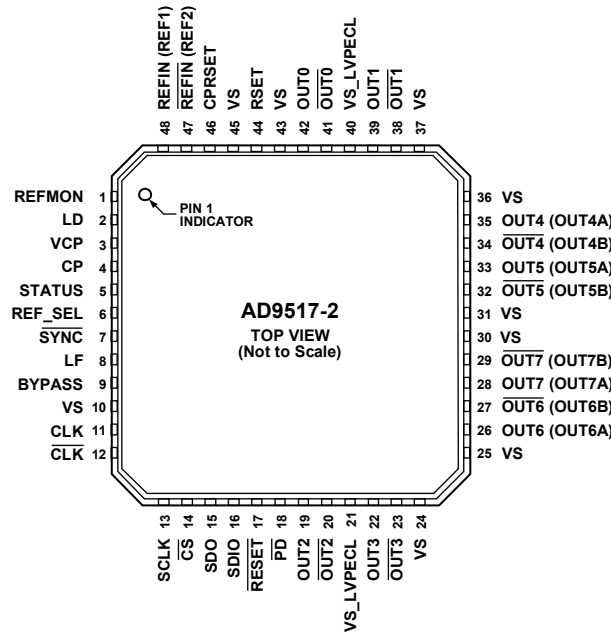 48 REFIN (REF1)
47 REFIN (REF2)
46 CPRSET
45 VS
44 RSET
43 VS
42 OUT0
41 OUT0
40 VS_LVPECL
39 OUT1
38 OUT1
37 VS
REFMON 1
LD 2
VCP 3
CP 4
STATUS 5
REF_SEL 6
SYNC 7
LF 8
BYPASS 9
VS 10
CLK 11
CLK 12
PIN 1
INDICATOR
AD9517-2
TOP VIEW
(Not to Scale)
36 VS
35 OUT4 (OUT4A)
34 OUT4 (OUT4B)
33 OUT5 (OUT5A)
32 OUT5 (OUT5B)
31 VS
30 VS
29 OUT7 (OUT7B)
28 OUT7 (OUT7A)
27 OUT6 (OUT6B)
26 OUT6 (OUT6A)
25 VS
SCLK 13
CS 14
SDO 15
SDIO 16
RESET 17
PD 18
OUT2 19
OUT2 20
VS_LVPECL 21
OUT3 22
OUT3 23
VS 24